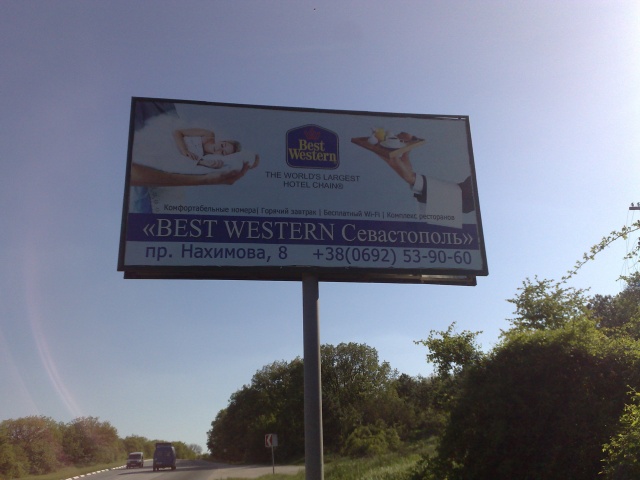 Best
Western
THE WORLD'S LARGEST
HOTEL CHAIN®
Комфортабельные номера| Горячий завтрак | Бесплатный Wi-Fi | Комплекс ресторанов
«BEST WESTERN Севастополь»
пр. Нахимова, 8 +38(0692) 53-90-60